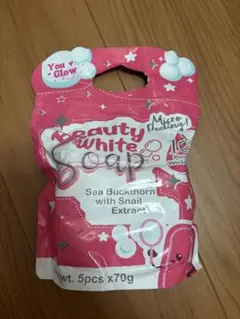 You
Glow
Beauty
White
Micro
Peeling!
Soap
Sea Buckthorn
with Snail
Extract
wt. 5pcs x70g